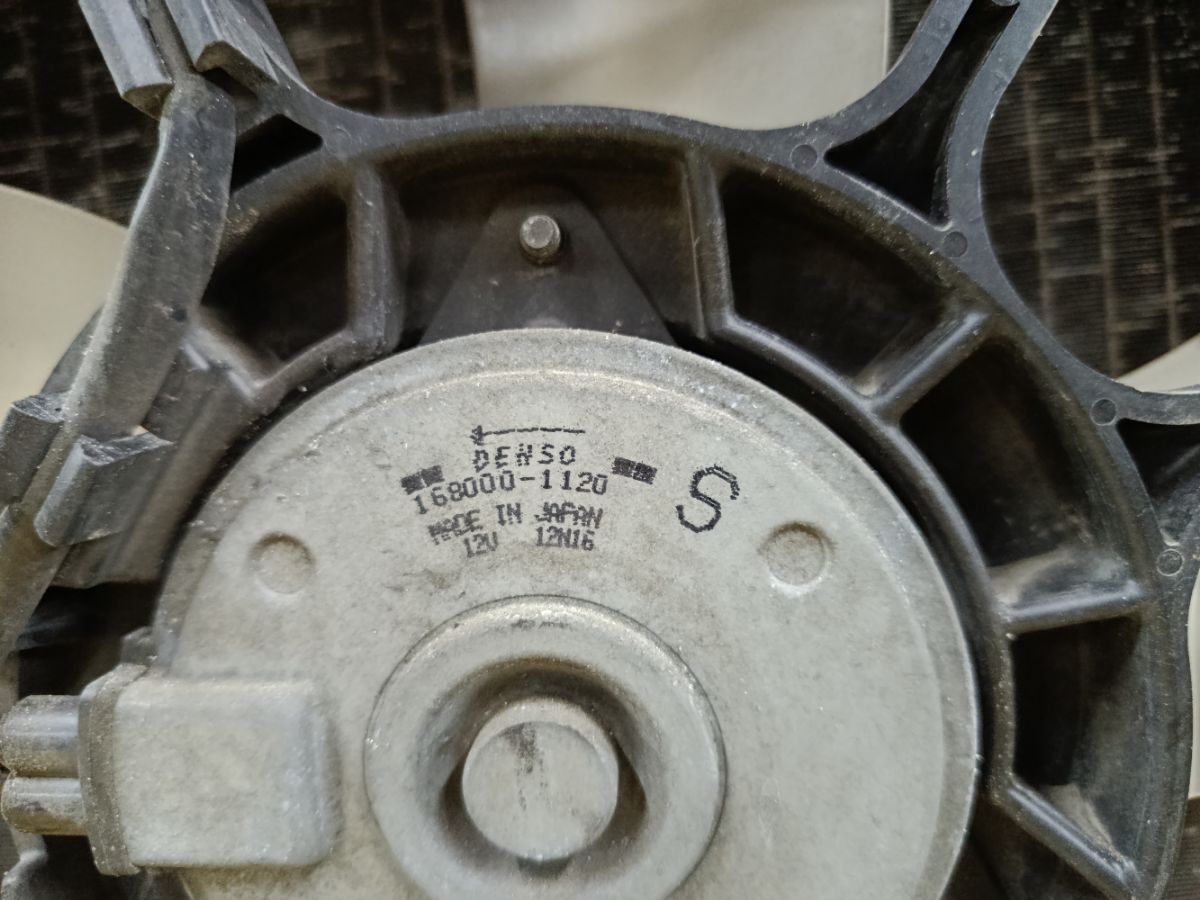 DENSO
168000-1120
S
MADE IN JAPAN
12V 12N16